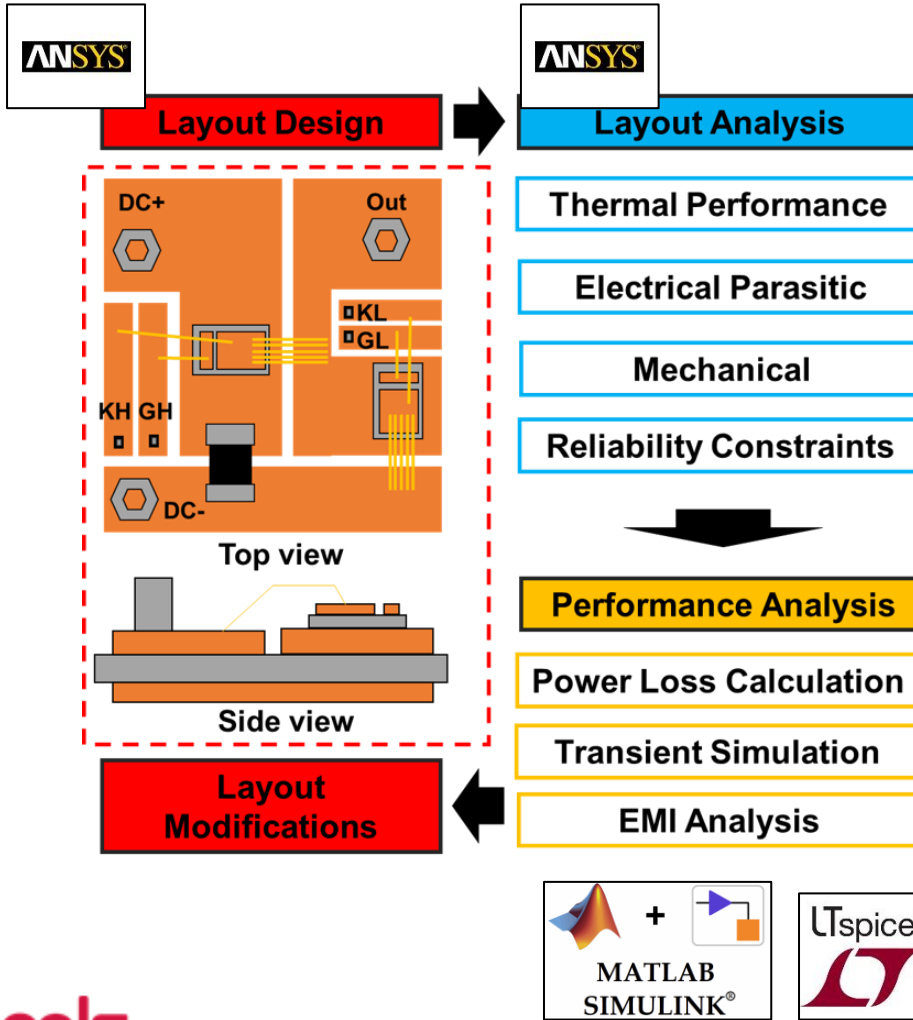 ANSYS
ANSYS
Layout Design
Layout Analysis
DC+
Out
KL
GL
KH GH
DC-
Top view
Side view
Layout
Modifications
Thermal Performance
Electrical Parasitic
Mechanical
Reliability Constraints
Performance Analysis
Power Loss Calculation
Transient Simulation
EMI Analysis
+
MATLAB
SIMULINK®
LTspice